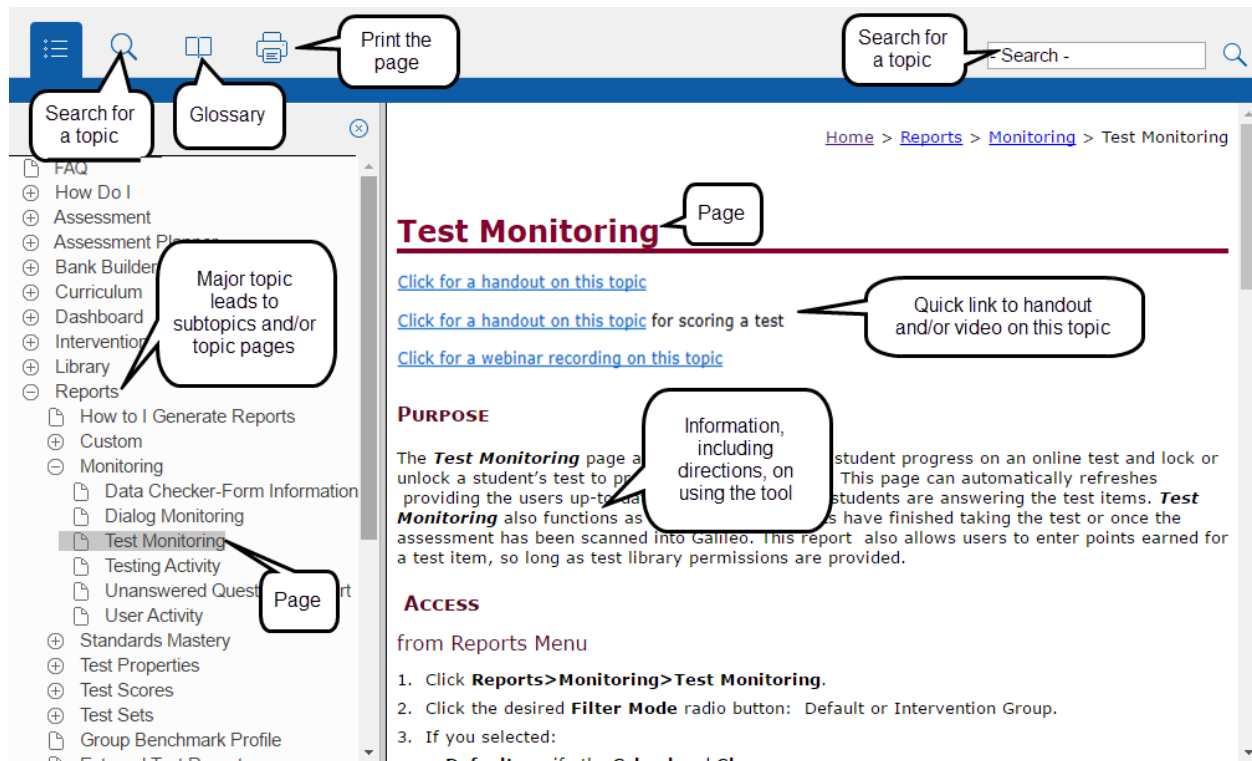 Print the
page
Search for
a topic
- Search -
Search for
a topic
Glossary
FAQ
How Do I
Assessment
Assessment Planner
Bank Builder
Curriculum
Dashboard
Intervention
Library
Reports
How to I Generate Reports
Custom
Monitoring
Data Checker-Form Information
Dialog Monitoring
Test Monitoring
Testing Activity
Unanswered Quest rt
User Activity
Standards Mastery
Test Properties
Test Scores
Test Sets
Group Benchmark Profile
Major topic
leads to
subtopics and/or
topic pages
Page
Home > Reports > Monitoring > Test Monitoring
Test Monitoring
Page
Click for a handout on this topic
Click for a handout on this topic for scoring a test
Click for a webinar recording on this topic
Quick link to handout
and/or video on this topic
PURPOSE
Information,
including
directions, on
using the tool
The Test Monitoring page a student progress on an online test and lock or
unlock a student's test to pr This page can automatically refreshes
providing the users up-to-da students are answering the test items. Test
Monitoring also functions as s have finished taking the test or once the
assessment has been scanned into Galileo. This report also allows users to enter points earned for
a test item, so long as test library permissions are provided.
ACCESS
from Reports Menu
1. Click Reports>Monitoring>Test Monitoring.
2. Click the desired Filter Mode radio button: Default or Intervention Group.
3. If you selected: